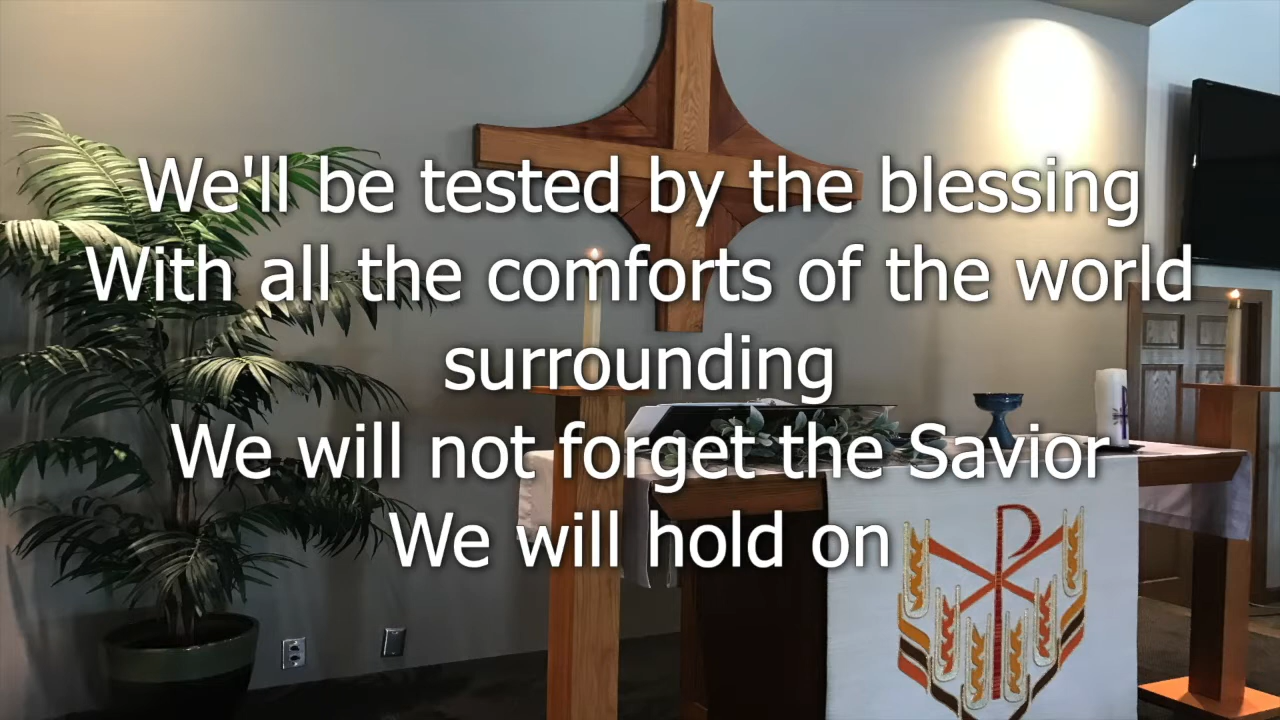 We'll be tested by the blessing
With all the comforts of the world
surrounding
We will not forget the Savior
We will hold on